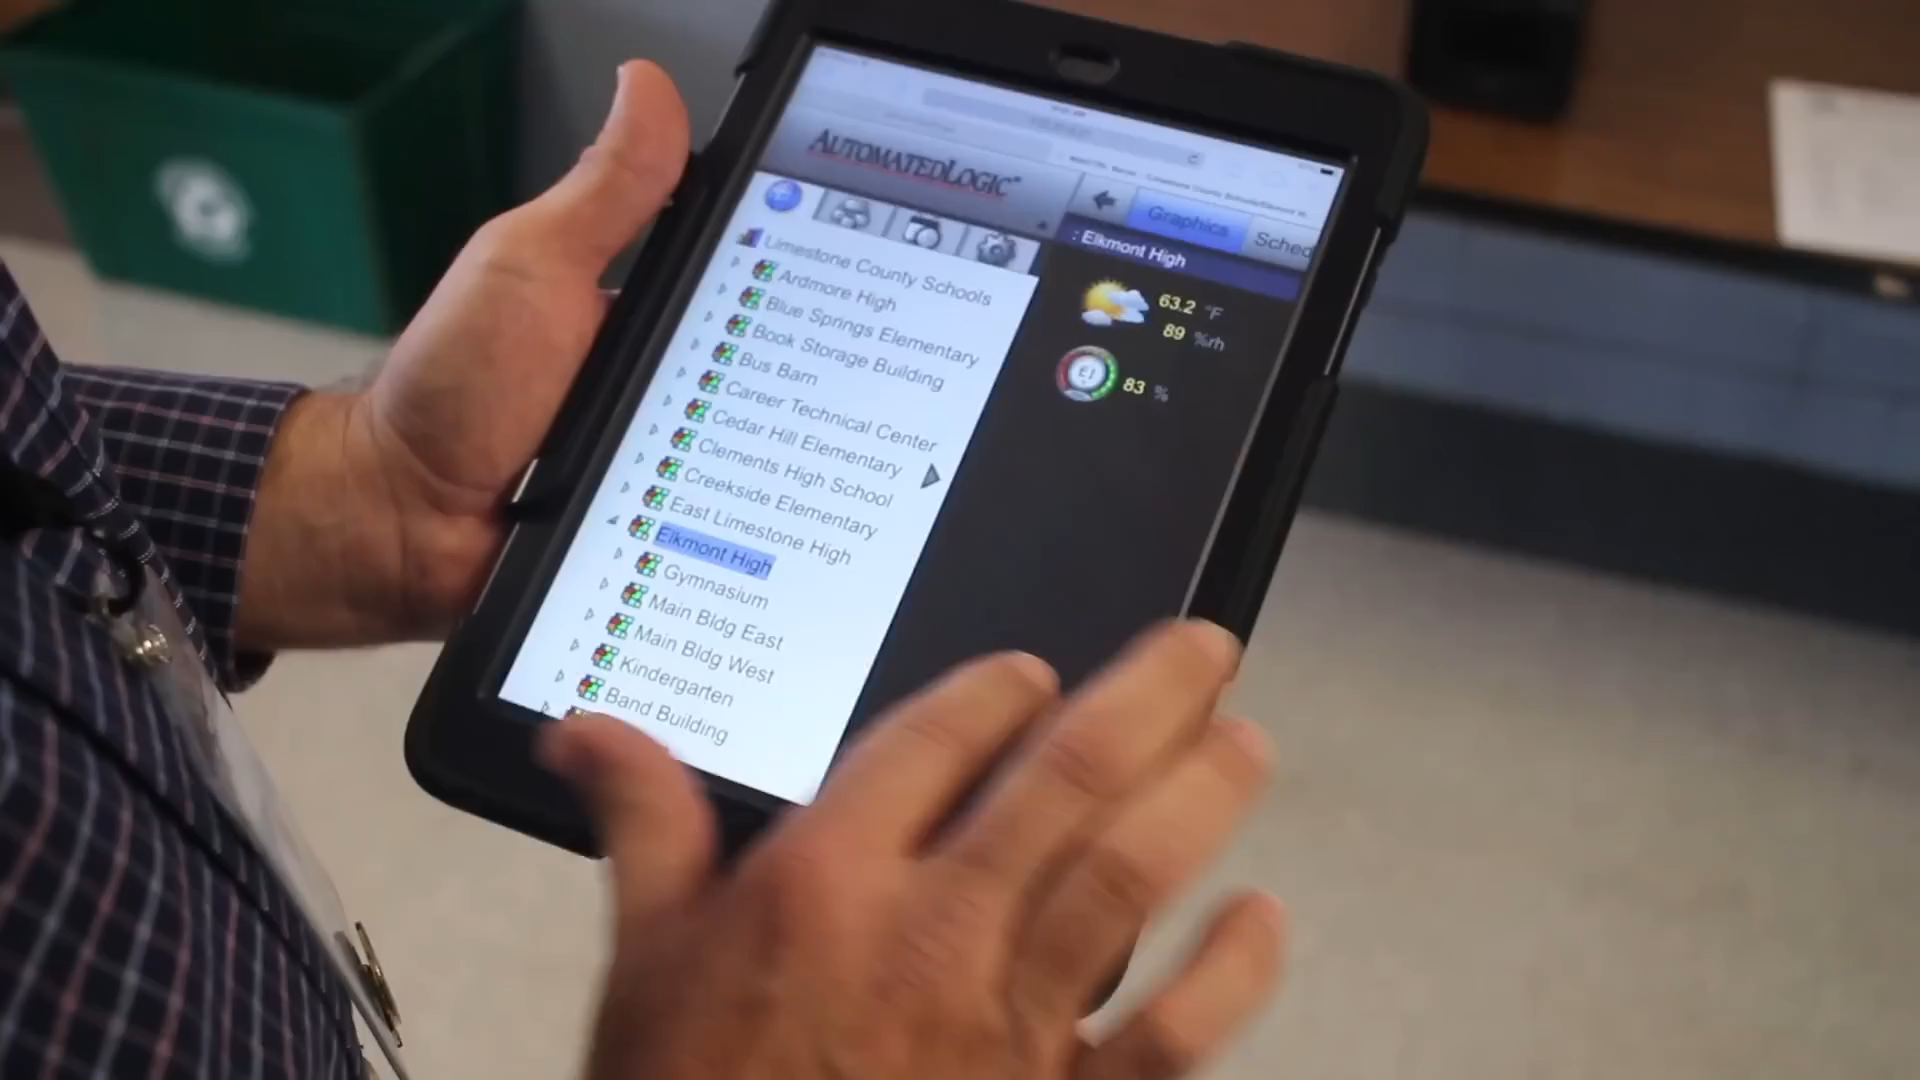 AUTOMATEDLOGIC
Graphics
Sched
: Elkmont High
63.2 °F
89 %rh
EI
83 %
Limestone County Schools
Ardmore High
Blue Springs Elementary
Book Storage Building
Bus Barn
Career Technical Center
Cedar Hill Elementary
Clements High School
Creekside Elementary
East Limestone High
Elkmont High
Gymnasium
Main Bldg East
Main Bldg West
Kindergarten
Band Building